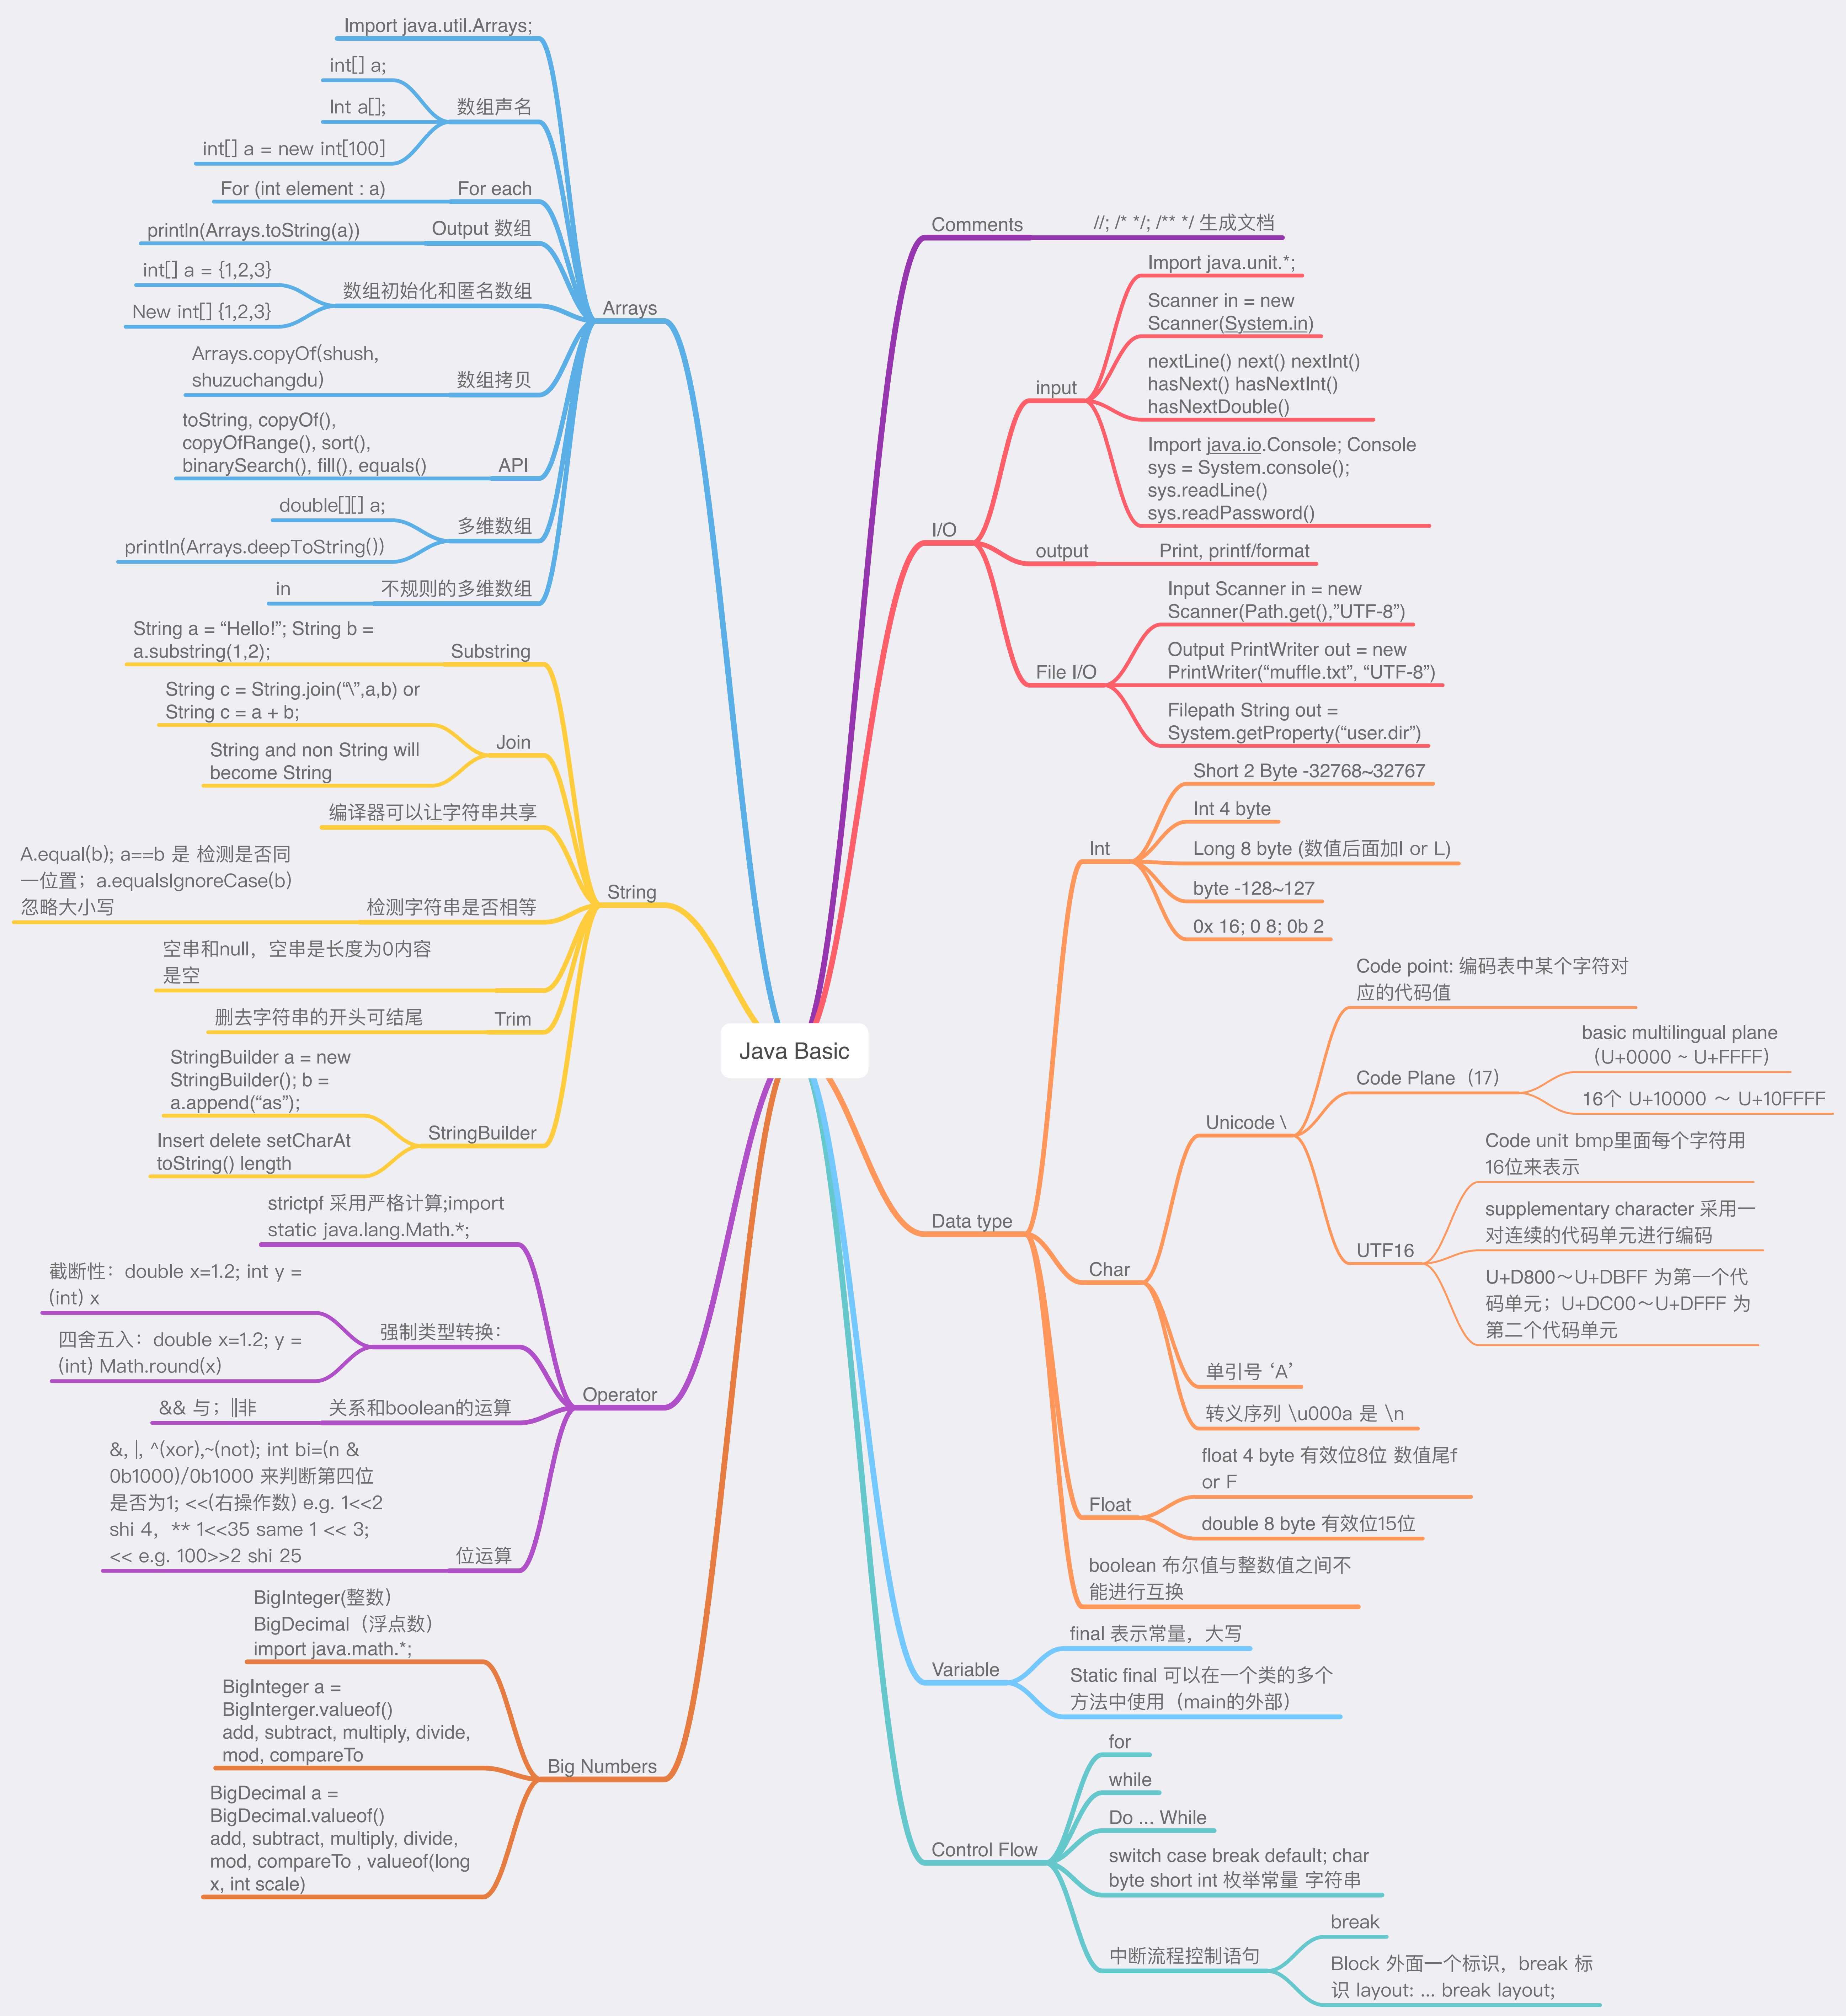 Java Basic
Comments
//; /* */; /** */ 生成文档
I/O
input
Import java.unit.*;
Scanner in = new
Scanner(System.in)
nextLine() next() nextInt()
hasNext() hasNextInt()
hasNextDouble()
Import java.io.Console; Console
sys = System.console();
sys.readLine()
sys.readPassword()
output
Print, printf/format
File I/O
Input Scanner in = new
Scanner(Path.get(),”UTF-8”)
Output PrintWriter out = new
PrintWriter(“muffle.txt”, “UTF-8”)
Filepath String out =
System.getProperty(“user.dir”)
Data type
Int
Short 2 Byte -32768~32767
Int 4 byte
Long 8 byte (数值后面加l or L)
byte -128~127
0x 16; 0 8; 0b 2
Char
Unicode \
Code point: 编码表中某个字符对
应的代码值
Code Plane（17）
basic multilingual plane
（U+0000 ~ U+FFFF）
16个 U+10000 ～ U+10FFFF
UTF16
Code unit bmp里面每个字符用
16位来表示
supplementary character 采用一
对连续的代码单元进行编码
U+D800～U+DBFF 为第一个代
码单元；U+DC00～U+DFFF 为
第二个代码单元
单引号 ‘A’
转义序列 \u000a 是 \n
Float
float 4 byte 有效位8位 数值尾f
or F
double 8 byte 有效位15位
boolean 布尔值与整数值之间不
能进行互换
Variable
final 表示常量，大写
Static final 可以在一个类的多个
方法中使用（main的外部）
Control Flow
for
while
Do ... While
switch case break default; char
byte short int 枚举常量 字符串
中断流程控制语句
break
Block 外面一个标识，break 标
识 layout: ... break layout;
Arrays
Import java.util.Arrays;
数组声名
int[] a;
Int a[];
int[] a = new int[100]
For each
For (int element : a)
Output 数组
println(Arrays.toString(a))
数组初始化和匿名数组
int[] a = {1,2,3}
New int[] {1,2,3}
数组拷贝
Arrays.copyOf(shush,
shuzuchangdu)
API
toString, copyOf(),
copyOfRange(), sort(),
binarySearch(), fill(), equals()
多维数组
double[][] a;
println(Arrays.deepToString())
不规则的多维数组
in
String
Substring
String a = “Hello!”; String b =
a.substring(1,2);
Join
String c = String.join(“\”,a,b) or
String c = a + b;
String and non String will
become String
编译器可以让字符串共享
检测字符串是否相等
A.equal(b); a==b 是 检测是否同
一位置；a.equalsIgnoreCase(b)
忽略大小写
空串和null，空串是长度为0内容
是空
Trim
删去字符串的开头可结尾
StringBuilder
StringBuilder a = new
StringBuilder(); b =
a.append(“as”);
Insert delete setCharAt
toString() length
Operator
strictpf 采用严格计算;import
static java.lang.Math.*;
强制类型转换：
截断性：double x=1.2; int y =
(int) x
四舍五入：double x=1.2; y =
(int) Math.round(x)
关系和boolean的运算
&& 与；||非
位运算
&, |, ^(xor),~(not); int bi=(n &
0b1000)/0b1000 来判断第四位
是否为1; <<(右操作数) e.g. 1<<2
shi 4，** 1<<35 same 1 << 3;
<< e.g. 100>>2 shi 25
Big Numbers
BigInteger(整数）
BigDecimal（浮点数）
import java.math.*;
BigInteger a =
BigInterger.valueof()
add, subtract, multiply, divide,
mod, compareTo
BigDecimal a =
BigDecimal.valueof()
add, subtract, multiply, divide,
mod, compareTo , valueof(long
x, int scale)